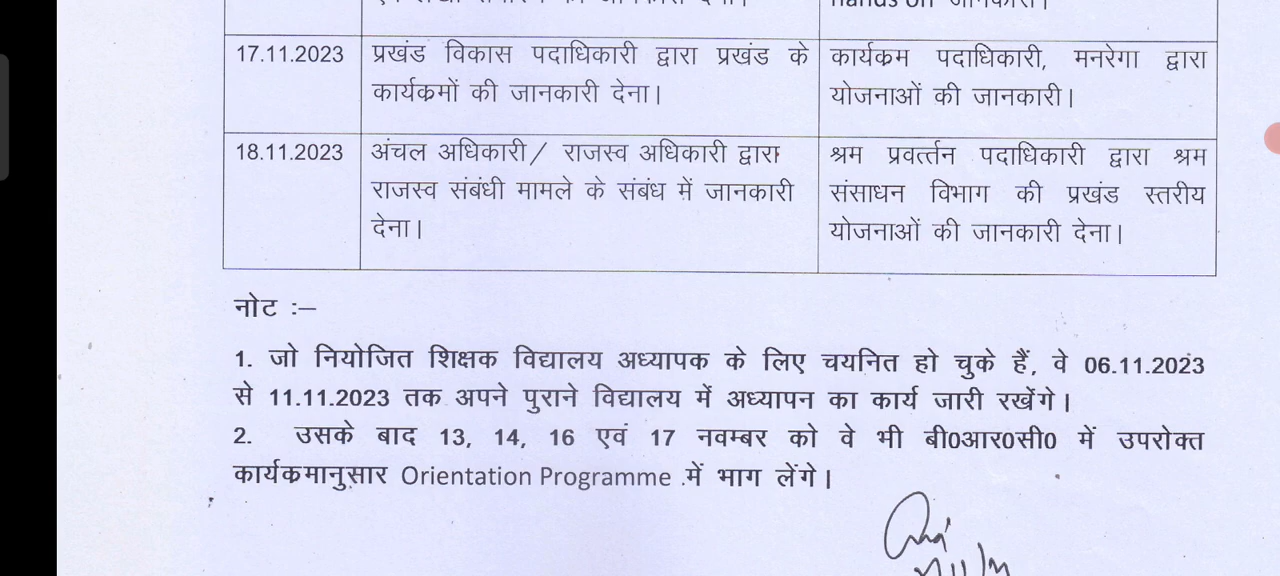 17.11.2023 प्रखंड विकास पदाधिकारी द्वारा प्रखंड के
कार्यक्रमों की जानकारी देना।
कार्यक्रम पदाधिकारी, मनरेगा द्वारा
योजनाओं की जानकारी।
18.11.2023 अंचल अधिकारी/ राजस्व अधिकारी द्वारा
राजस्व संबंधी मामले के संबंध में जानकारी
देना।
श्रम प्रवर्त्तन पदाधिकारी द्वारा श्रम
संसाधन विभाग की प्रखंड स्तरीय
योजनाओं की जानकारी देना।
नोट :–
1. जो नियोजित शिक्षक विद्यालय अध्यापक के लिए चयनित हो चुके हैं, वे 06.11.2023
से 11.11.2023 तक अपने पुराने विद्यालय में अध्यापन का कार्य जारी रखेंगे।
2. उसके बाद 13, 14, 16 एवं 17 नवम्बर को वे भी बी0आर0सी0 में उपरोक्त
कार्यक्रमानुसार Orientation Programme में भाग लेंगे।